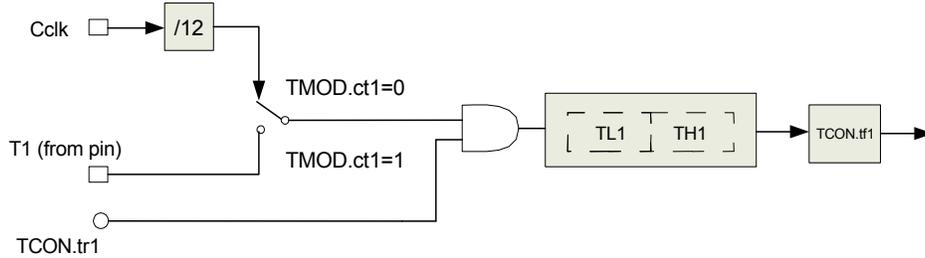 Cclk
/12
TMOD.ct1=0
T1 (from pin)
TMOD.ct1=1
TL1
TH1
TCON.tf1
TCON.tr1